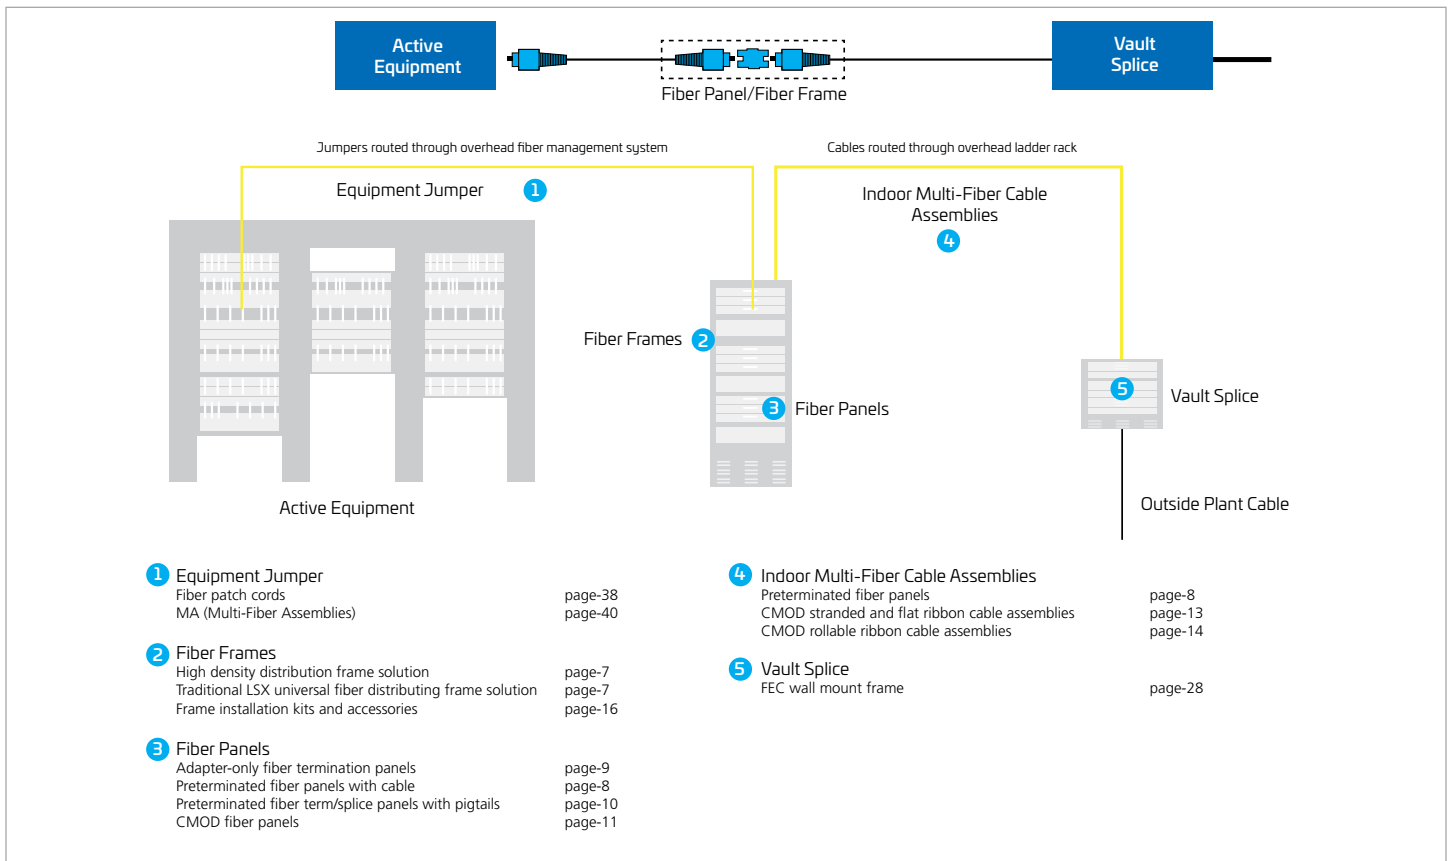 Active
Equipment
Vault
Splice
Fiber Panel/Fiber Frame
Jumpers routed through overhead fiber management system
Cables routed through overhead ladder rack
Equipment Jumper 1
Indoor Multi-Fiber Cable
Assemblies
4
Fiber Frames 2
3 Fiber Panels
5
Vault Splice
Active Equipment
Outside Plant Cable
1 Equipment Jumper
Fiber patch cords page-38
MA (Multi-Fiber Assemblies) page-40
2 Fiber Frames
High density distribution frame solution page-7
Traditional LSX universal fiber distributing frame solution page-7
Frame installation kits and accessories page-16
3 Fiber Panels
Adapter-only fiber termination panels page-9
Preterminated fiber panels with cable page-8
Preterminated fiber term/splice panels with pigtails page-10
CMOD fiber panels page-11
4 Indoor Multi-Fiber Cable Assemblies
Preterminated fiber panels page-8
CMOD stranded and flat ribbon cable assemblies page-13
CMOD rollable ribbon cable assemblies page-14
5 Vault Splice
FEC wall mount frame page-28